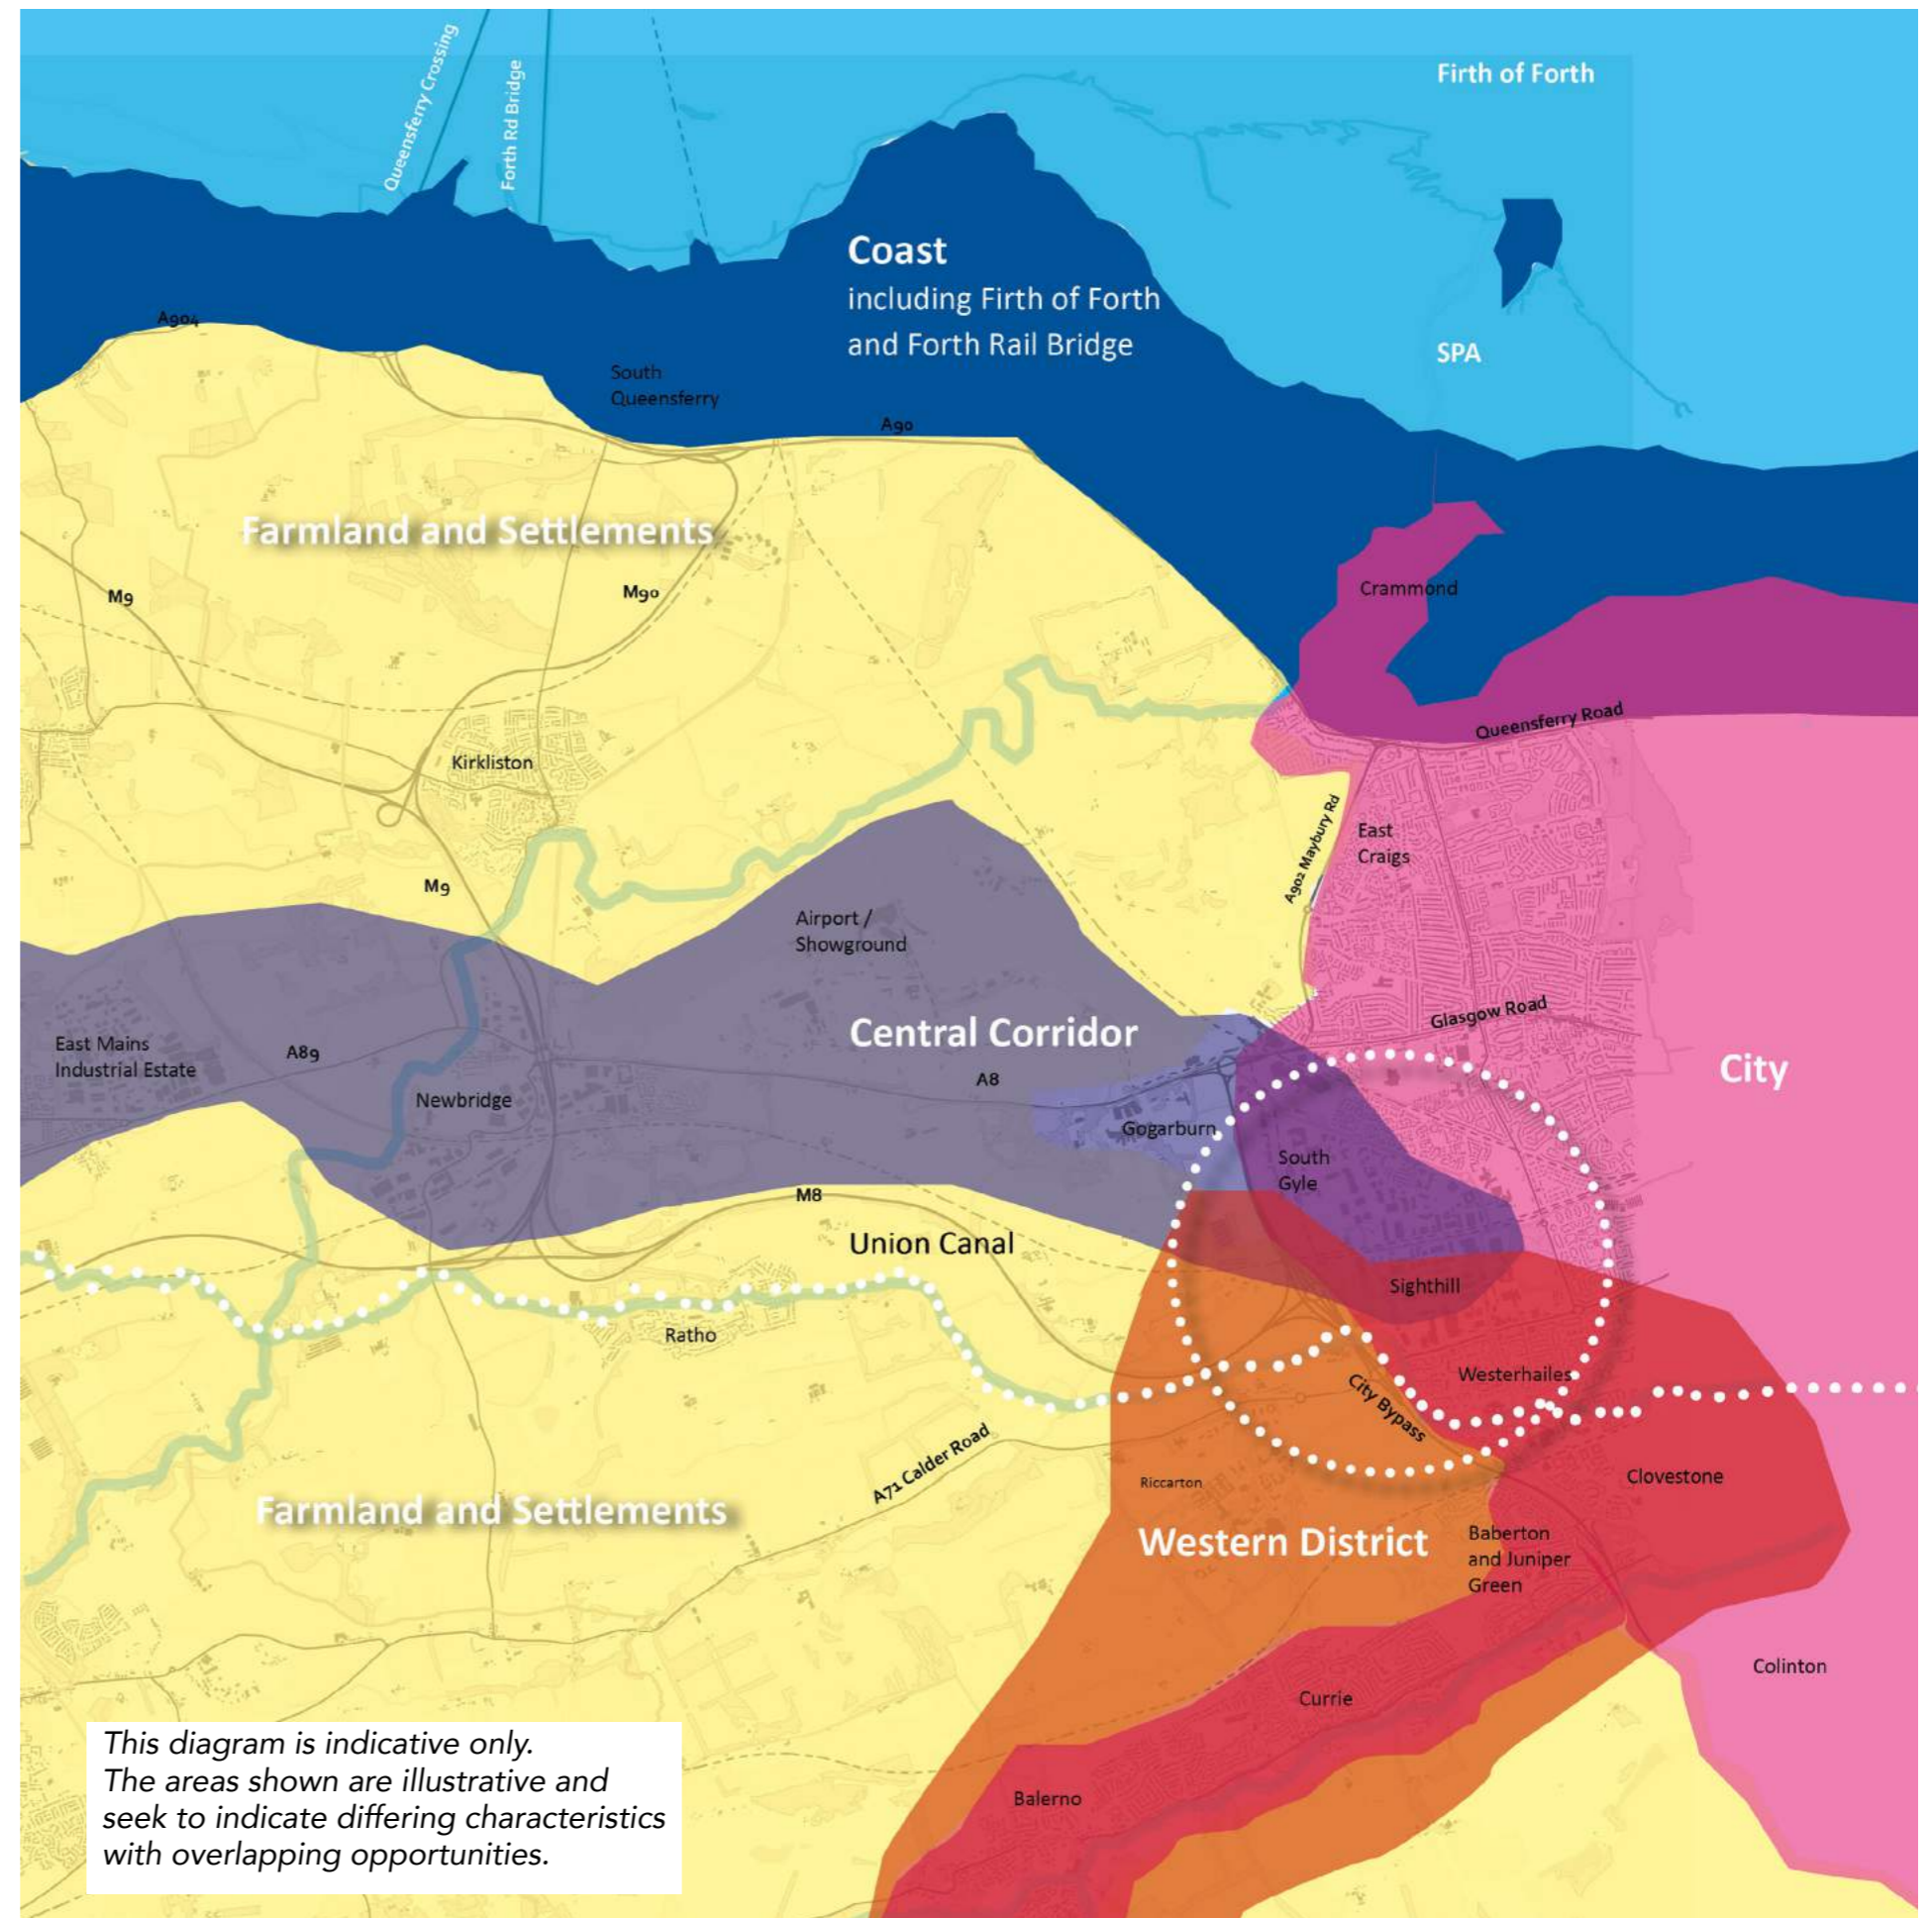 Queensferry Crossing
Forth Rd Bridge
Firth of Forth
Coast
including Firth of Forth
and Forth Rail Bridge
SPA
A904
South
Queensferry
A90
Farmland and Settlements
M9
M90
Crammond
Queensferry Road
Kirkliston
A902 Maybury Rd
East
Craigs
M9
Airport /
Showground
Glasgow Road
Central Corridor
East Mains
Industrial Estate
A89
A8
City
Newbridge
Gogarburn
South
Gyle
M8
Union Canal
Sighthill
Ratho
Westerhailes
City Bypass
A71 Calder Road
Riccarton
Clovestone
Farmland and Settlements
Western District
Baberton
and Juniper
Green
Colinton
Currie
Balerno
This diagram is indicative only.
The areas shown are illustrative and
seek to indicate differing characteristics
with overlapping opportunities.